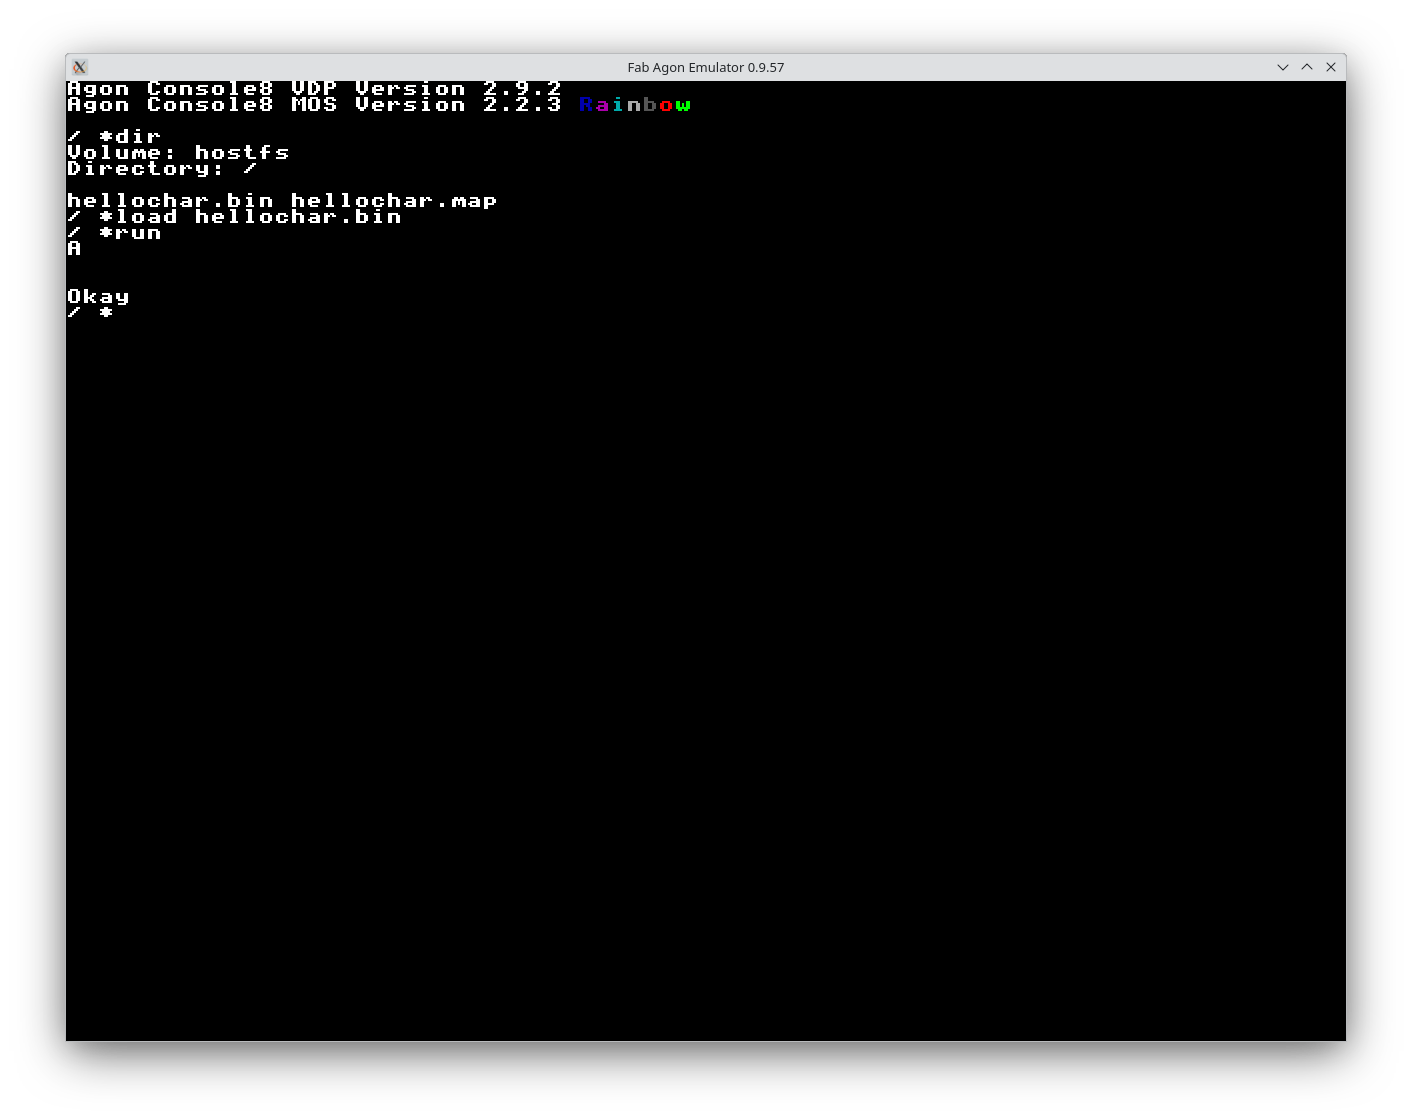 Fab Agon Emulator 0.9.57
Agon Console8 VDP Version 2.9.2
Agon Console8 MOS Version 2.2.3 Rainbow
/ *dir
Volume: hostfs
Directory: /
hellochar.bin hellochar.map
/ *load hellochar.bin
/ *run
A
Okay
/ *